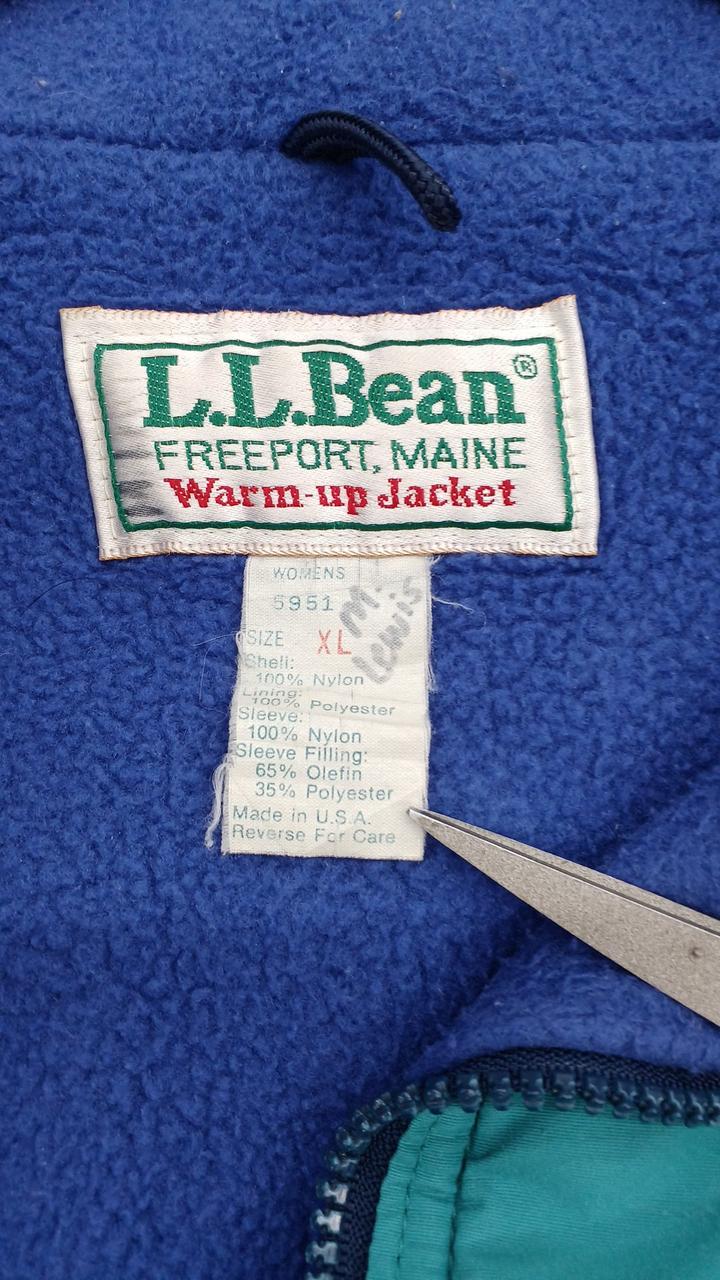 L.L.Bean®
FREEPORT, MAINE
Warm-up Jacket
WOMENS
5951
M.
Lewis
SIZE XL
Shell:
100% Nylon
Lining:
100% Polyester
Sleeve:
100% Nylon
Sleeve Filling:
65% Olefin
35% Polyester
Made in U.S.A.
Reverse For Care